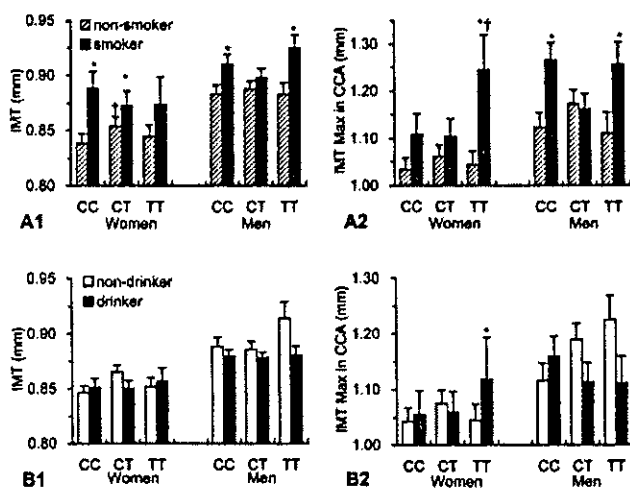 0.95
non-smoker
smoker
0.90
0.85
0.80
IMT (mm)
CC CT TT CC CT TT
Women Men
A1
1.30
1.20
1.10
1.00
IMT Max in CCA (mm)
* †
CC CT TT CC CT TT
Women Men
A2
0.95
non-drinker
drinker
0.90
0.85
0.80
IMT (mm)
CC CT TT CC CT TT
Women Men
B1
1.30
1.20
1.10
1.00
IMT Max in CCA (mm)
*
CC CT TT CC CT TT
Women Men
B2